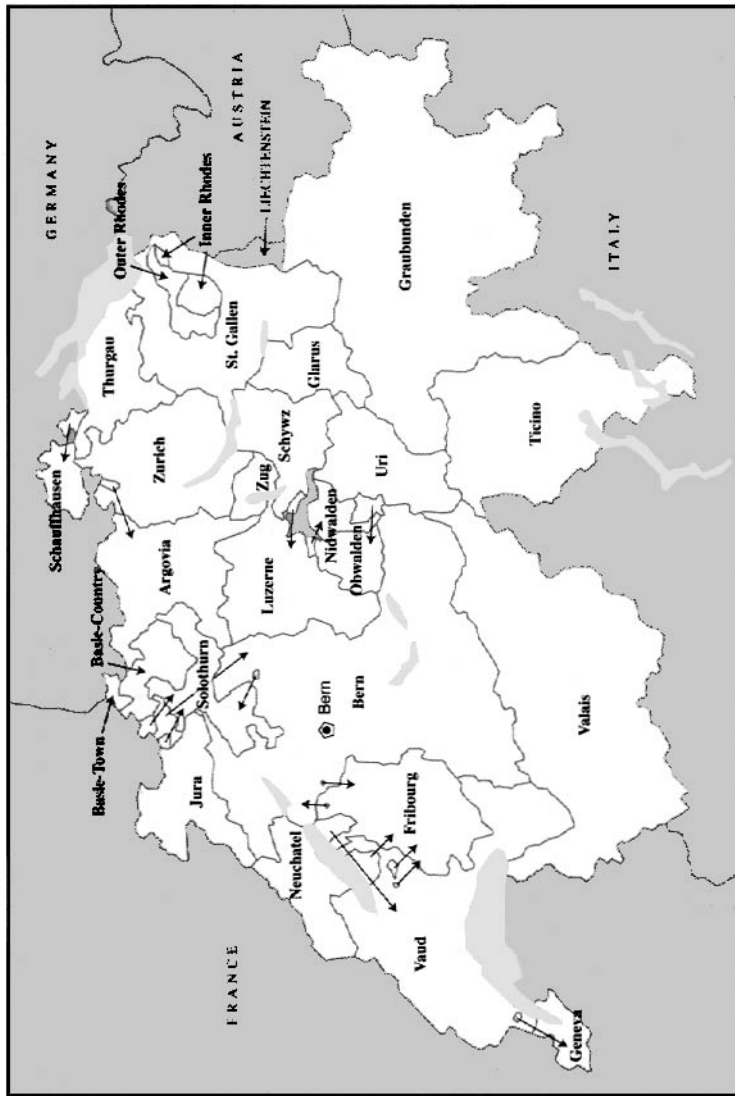 GERMANY
AUSTRIA
LIECHTENSTEIN
FRANCE
ITALY
Schauffhausen
Basle-Town
Basle-Country
Thurgau
Outer Rhodes
Inner Rhodes
Jura
Solothurn
Argovia
Zurich
St. Gallen
Neuchatel
Luzerne
Zug
Schywz
Glarus
Nidwalden
Obwalden
Uri
Graubunden
Bern
Bern
Fribourg
Vaud
Geneva
Valais
Ticino